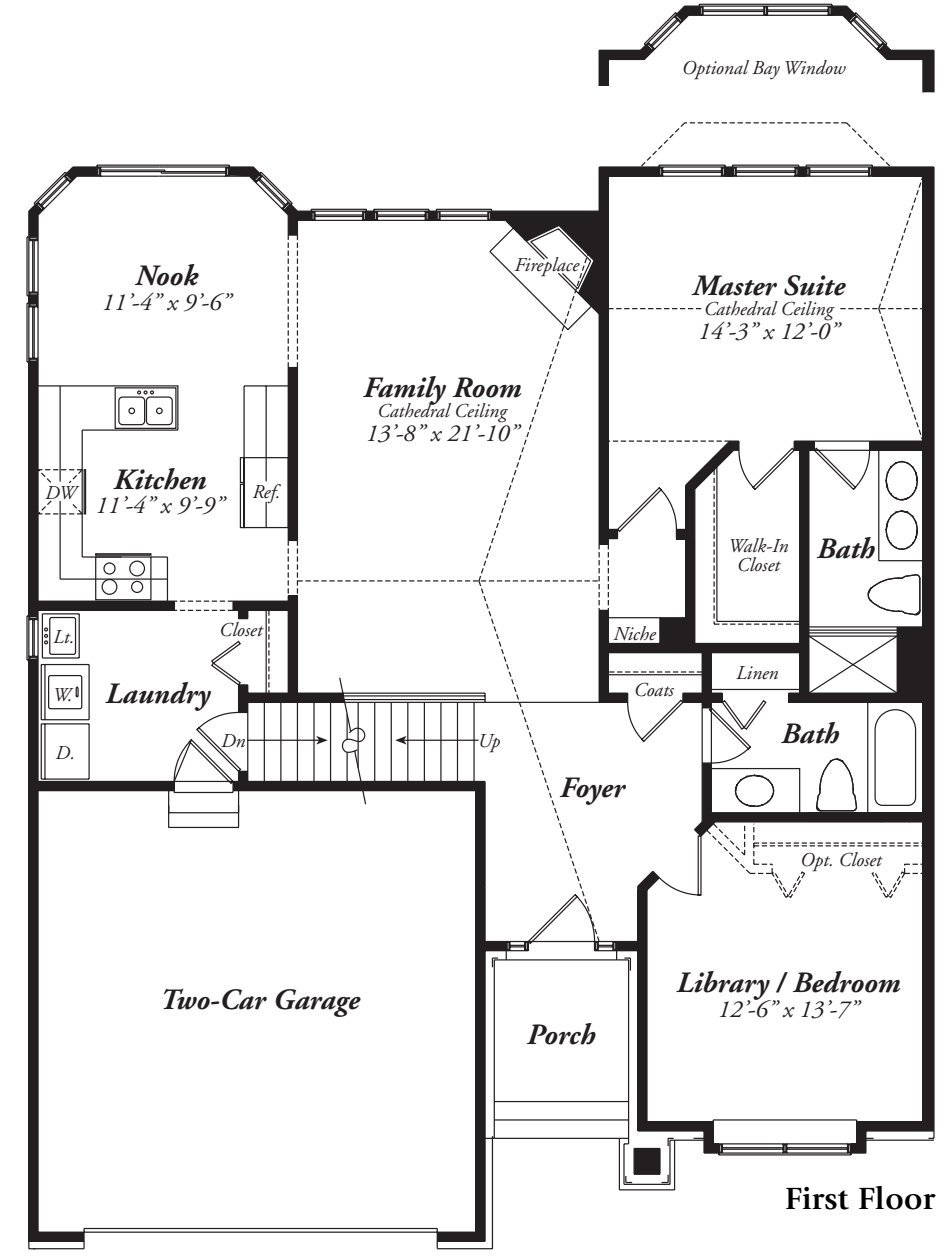 Optional Bay Window
Nook
11’-4” x 9’-6”
Fireplace
Master Suite
Cathedral Ceiling
14’-3” x 12’-0”
Family Room
Cathedral Ceiling
13’-8” x 21’-10”
Kitchen
11’-4” x 9’-9”
DW
Ref.
Walk-In
Closet
Bath
Lt.
Closet
Niche
W.
Laundry
Coats
Linen
D.
Dn
Up
Bath
Foyer
Opt. Closet
Two-Car Garage
Library / Bedroom
12’-6” x 13’-7”
Porch
First Floor